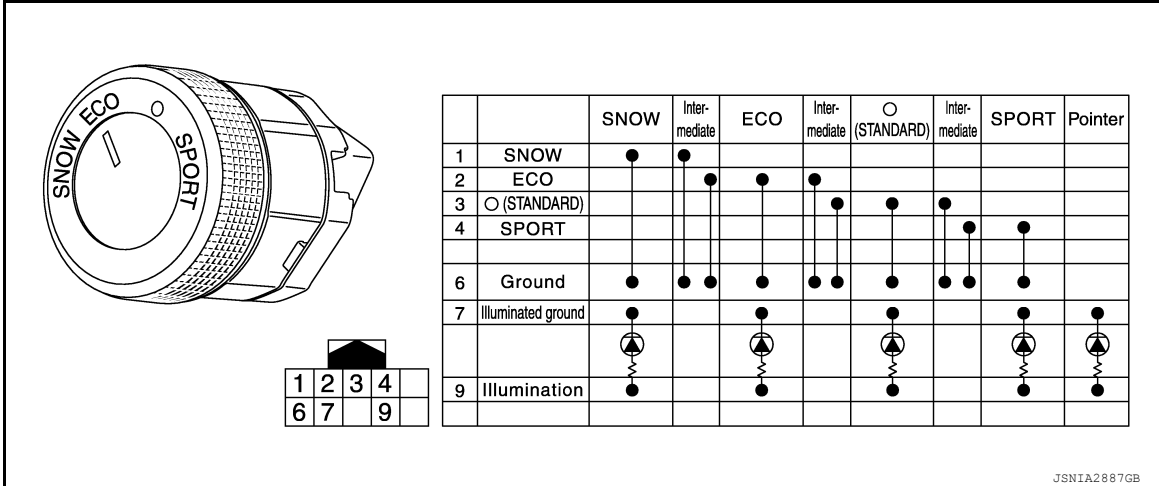 SNOW ECO ○ SPORT
SNOW Inter-mediate ECO Inter-mediate ○ (STANDARD) Inter-mediate SPORT Pointer
1 SNOW
2 ECO
3 ○ (STANDARD)
4 SPORT
6 Ground
7 Illuminated ground
9 Illumination
1 2 3 4
6 7 9
JSNIA2887GB